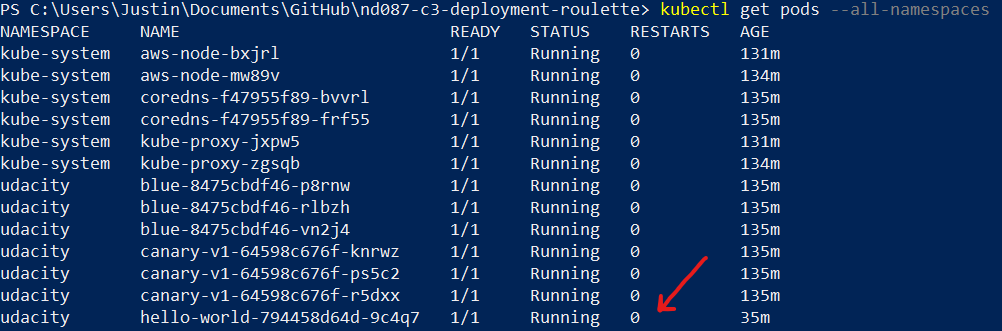 PS C:\Users\Justin\Documents\GitHub\nd087-c3-deployment-roulette> kubectl get pods --all-namespaces
NAMESPACE NAME READY STATUS RESTARTS AGE
kube-system aws-node-bxjrl 1/1 Running 0 131m
kube-system aws-node-mw89v 1/1 Running 0 134m
kube-system coredns-f47955f89-bvvrl 1/1 Running 0 135m
kube-system coredns-f47955f89-frf55 1/1 Running 0 135m
kube-system kube-proxy-jxpw5 1/1 Running 0 131m
kube-system kube-proxy-zgsqb 1/1 Running 0 134m
udacity blue-8475cbdf46-p8rnw 1/1 Running 0 135m
udacity blue-8475cbdf46-rlbzh 1/1 Running 0 135m
udacity blue-8475cbdf46-vn2j4 1/1 Running 0 135m
udacity canary-v1-64598c676f-knrwz 1/1 Running 0 135m
udacity canary-v1-64598c676f-ps5c2 1/1 Running 0 135m
udacity canary-v1-64598c676f-r5dxx 1/1 Running 0 135m
udacity hello-world-794458d64d-9c4q7 1/1 Running 0 35m